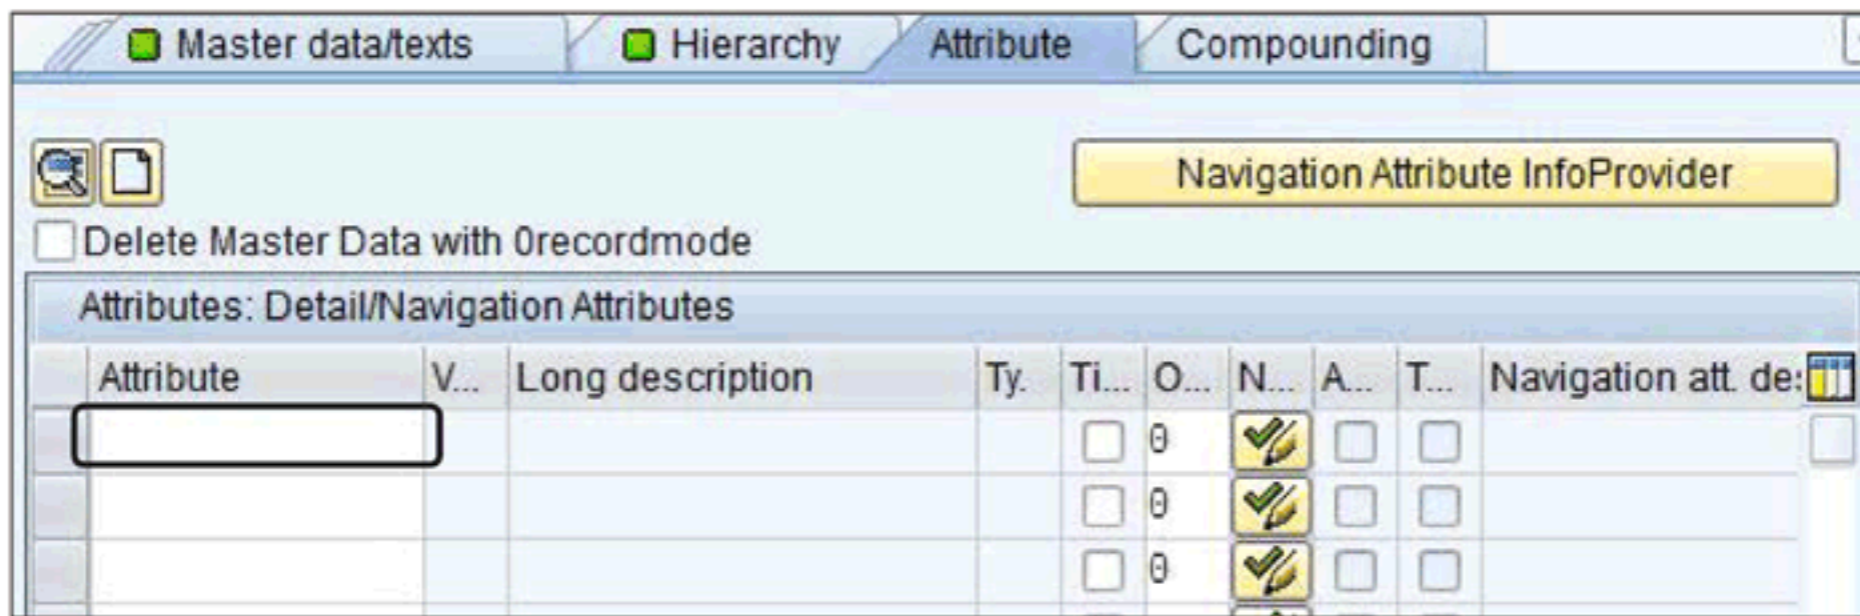 Master data/texts Hierarchy Attribute Compounding
Navigation Attribute InfoProvider
Delete Master Data with 0recordmode
Attributes: Detail/Navigation Attributes
Attribute V... Long description Ty. Ti... O... N... A... T... Navigation att. de
0
0
0